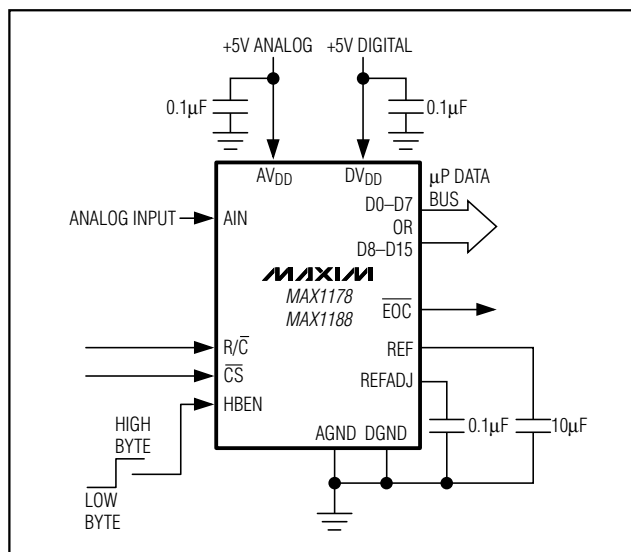 +5V ANALOG +5V DIGITAL
0.1μF 0.1μF
AVDD DVDD
μP DATA
BUS
D0–D7
OR
D8–D15
ANALOG INPUT AIN
MAXIM
MAX1178
MAX1188
EOC
R/C
REF
CS
REFADJ
HBEN
HIGH
BYTE
0.1μF 10μF
AGND DGND
LOW
BYTE